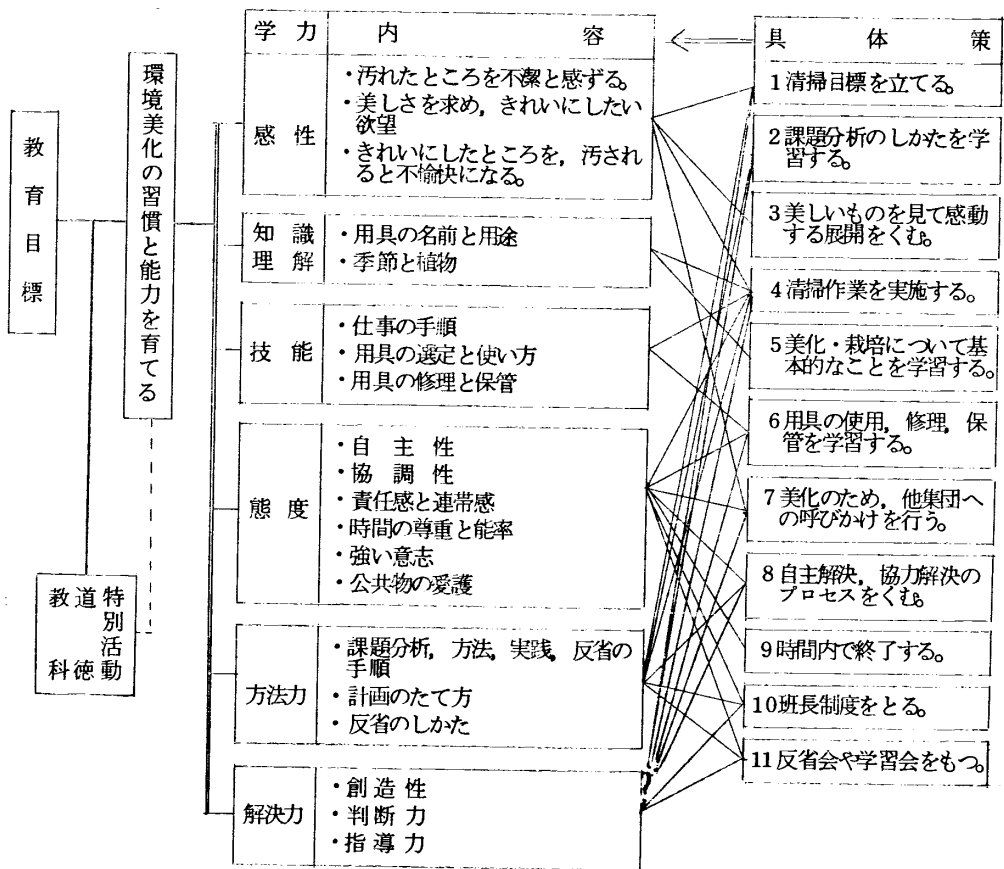 教育目標
教科
道徳
特別活動
環境美化の習慣と能力を育てる
学力 内容
感性
・汚れたところを不潔と感ずる。
・美しさを求め，きれいにしたい
欲望
・きれいにしたところを，汚され
ると不愉快になる。
知識
理解
・用具の名前と用途
・季節と植物
技能
・仕事の手順
・用具の選定と使い方
・用具の修理と保管
態度
・自主性
・協調性
・責任感と連帯感
・時間の尊重と能率
・強い意志
・公共物の愛護
方法力
・課題分析，方法，実践，反省の
手順
・計画のたて方
・反省のしかた
解決力
・創造性
・判断力
・指導力
具体策
1 清掃目標を立てる。
2 課題分析のしかたを学
習する。
3 美しいものを見て感動
する展開をくむ。
4 清掃作業を実施する。
5 美化・栽培について基
本的なことを学習する。
6 用具の使用，修理，保
管を学習する。
7 美化のため，他集団へ
の呼びかけを行う。
8 自主解決，協力解決の
プロセスをくむ。
9 時間内で終了する。
10 班長制度をとる。
11 反省会や学習会をもつ。